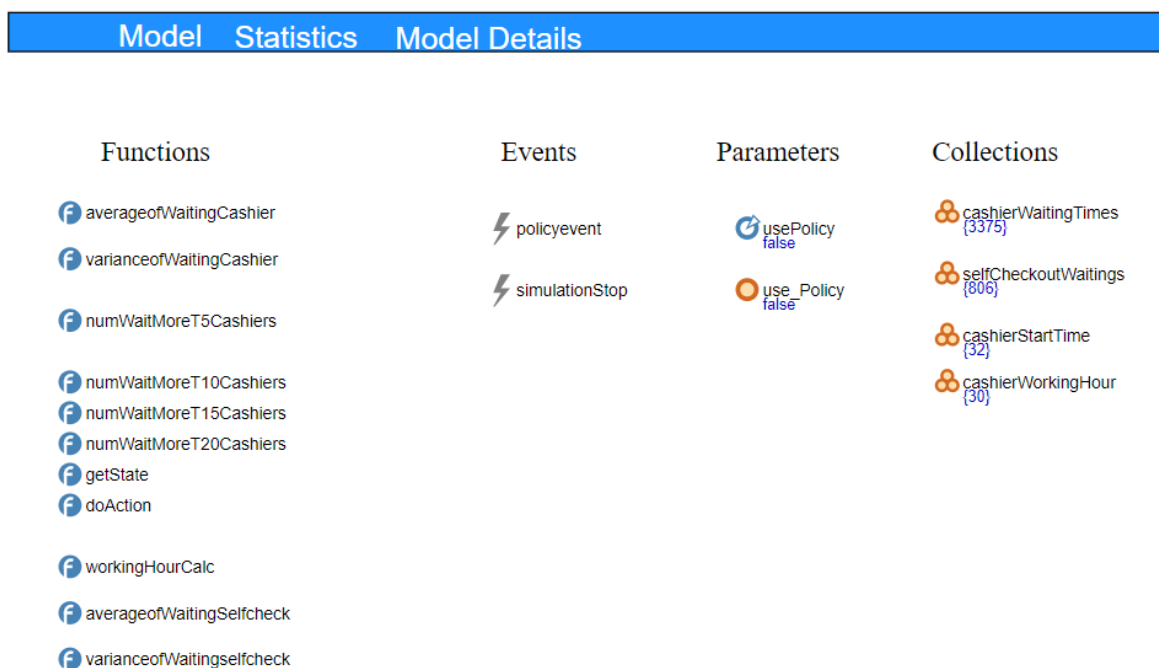 Model Statistics Model Details
Functions
averageofWaitingCashier
varianceofWaitingCashier
numWaitMoreT5Cashiers
numWaitMoreT10Cashiers
numWaitMoreT15Cashiers
numWaitMoreT20Cashiers
getState
doAction
workingHourCalc
averageofWaitingSelfcheck
varianceofWaitingselfcheck
Events
policyevent
simulationStop
Parameters
usePolicy
false
use_Policy
false
Collections
cashierWaitingTimes
{3375}
selfCheckoutWaitings
{806}
cashierStartTime
{32}
cashierWorkingHour
{30}